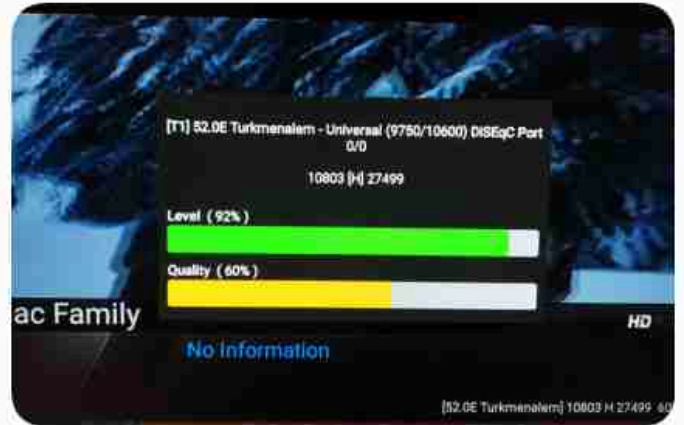 [T1] 52.0E Turkmenalem - Universal (9750/10600) DiSEqC Port
0/0
10803 [H] 27499
Level ( 92% )
Quality ( 60% )
ac Family
HD
No Information
[52.0E Turkmenalem] 10803 H 27499 60